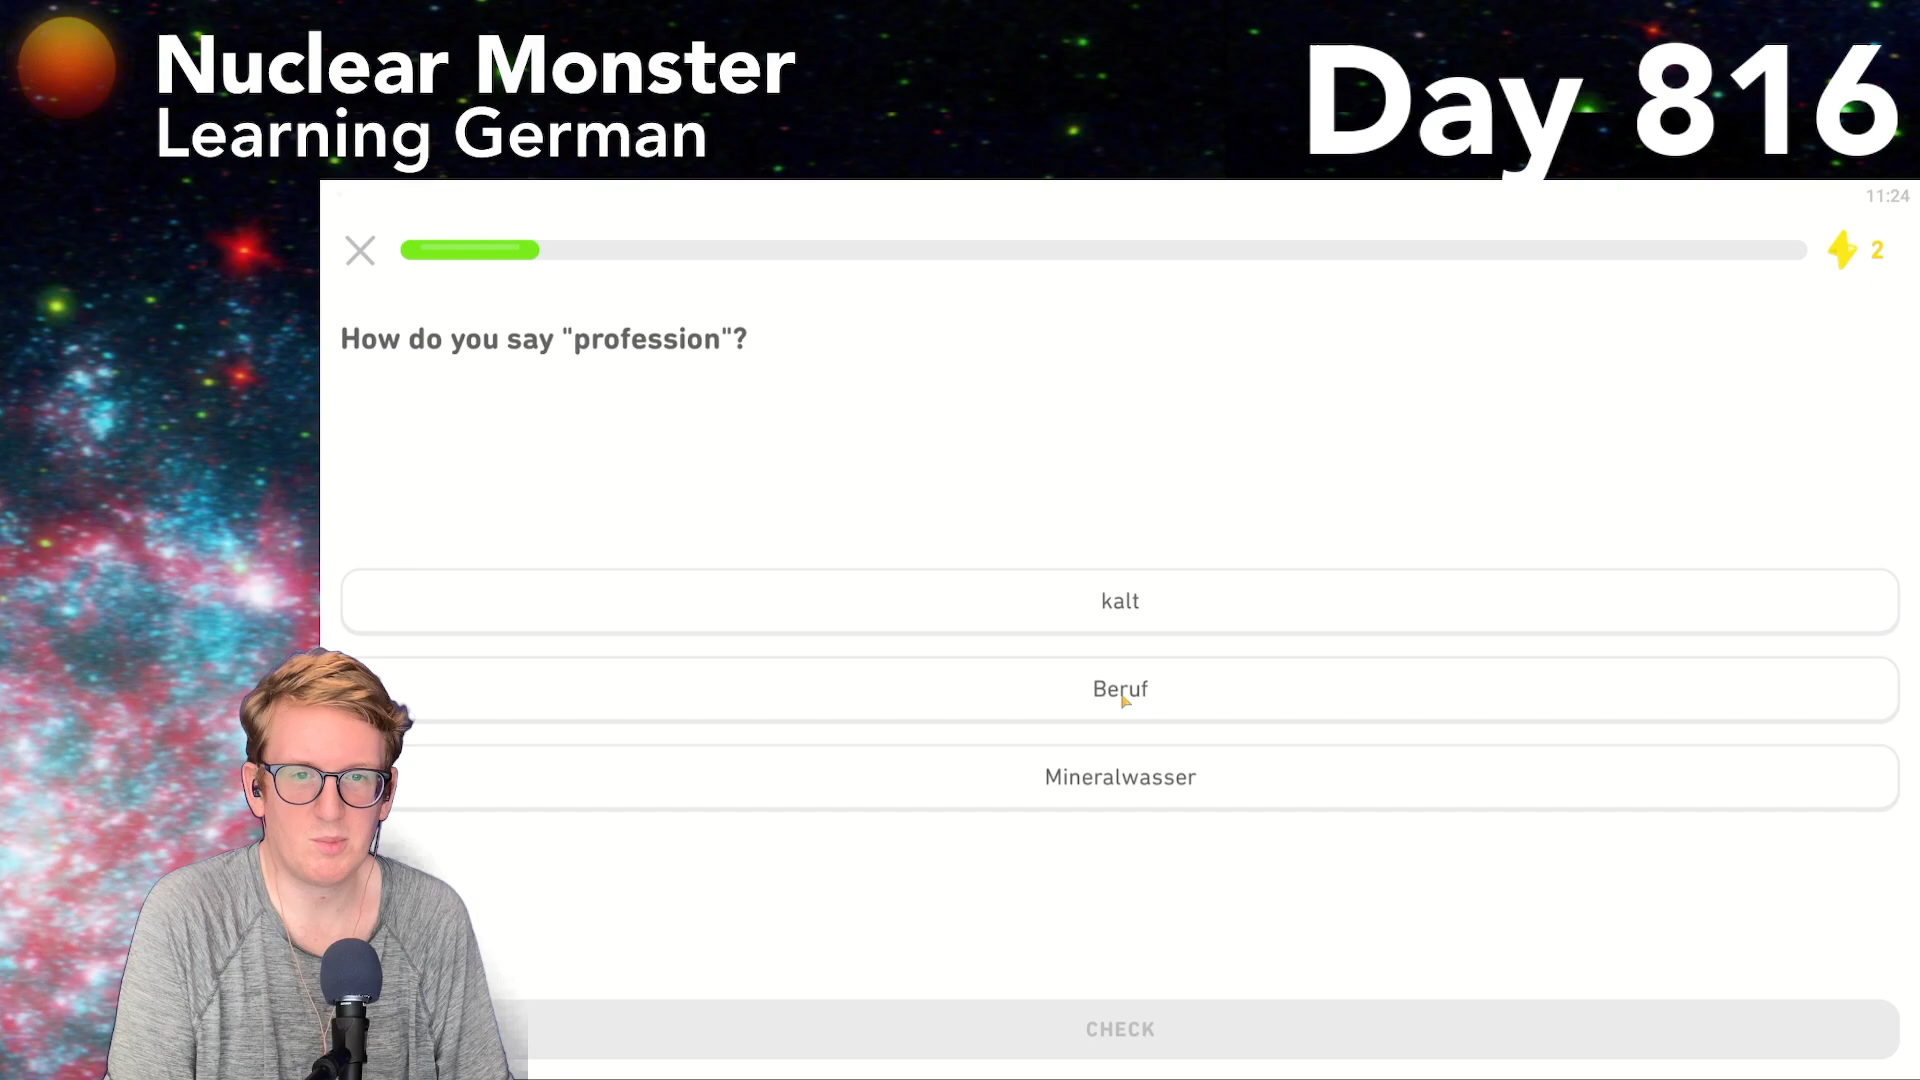 Nuclear Monster
Learning German
Day 816
11:24
2
How do you say "profession"?
kalt
Beruf
Mineralwasser
CHECK